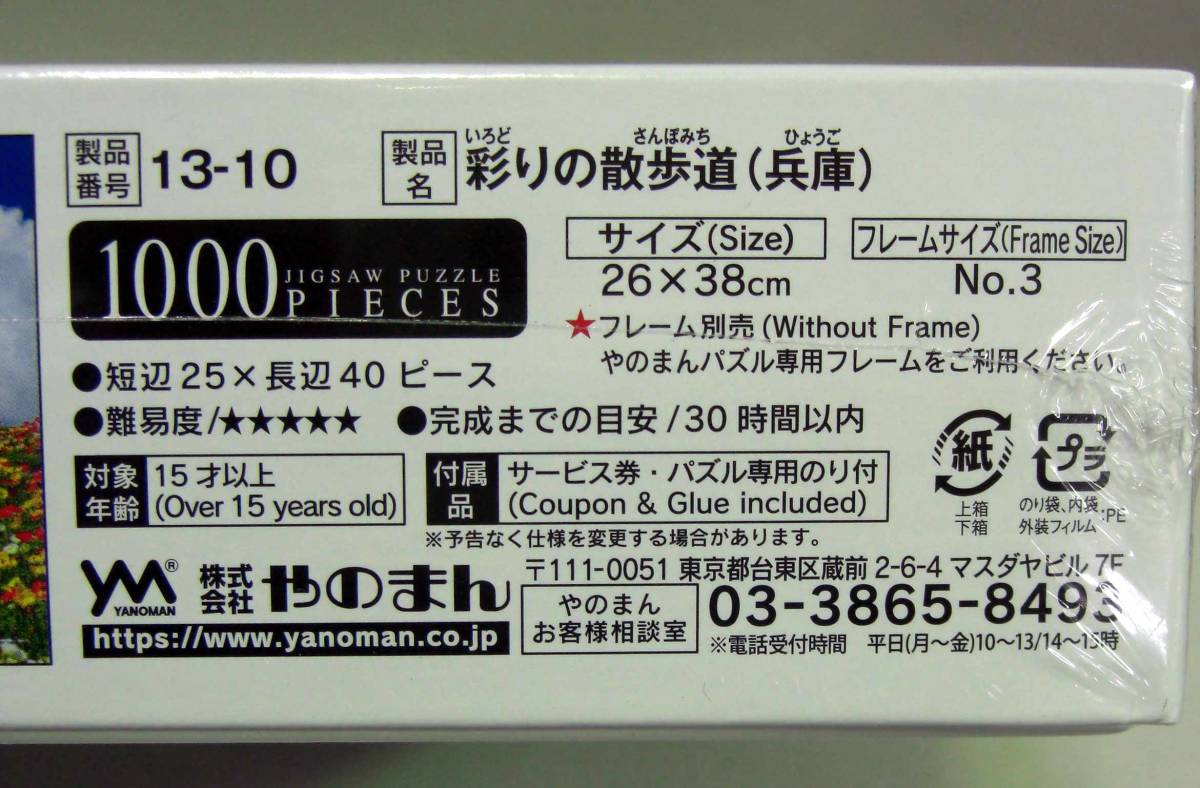 製品番号 13-10 製品名 彩りの散歩道(兵庫)
いろど さんぽみち ひょうご
1000 JIGSAW PUZZLE PIECES
サイズ(Size) フレームサイズ(Frame Size)
26×38cm No.3
★フレーム別売(Without Frame)
やのまんパズル専用フレームをご利用ください。
●短辺25×長辺40ピース
●難易度/★★★★★ ●完成までの目安/30時間以内
対象年齢 15才以上
(Over 15 years old)
付属品 サービス券・パズル専用のり付
(Coupon & Glue included)
※予告なく仕様を変更する場合があります。
紙
上箱
下箱
プラ
のり袋、内袋、
外装フィルム:PE
YM® YANOMAN 株式会社 やのまん
https://www.yanoman.co.jp
〒111-0051 東京都台東区蔵前2-6-4 マスダヤビル 7F
やのまん
お客様相談室
03-3865-8493
※電話受付時間 平日(月~金)10~13/14~15時